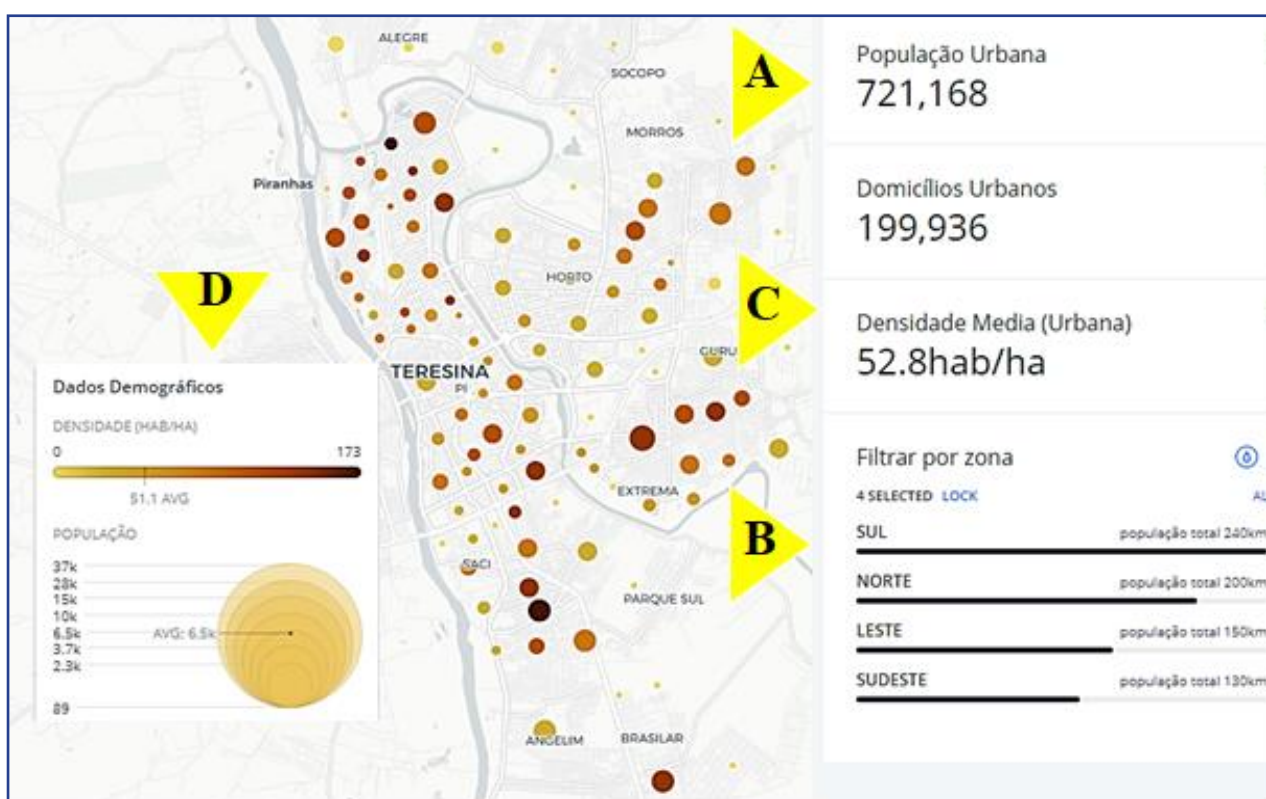 ALEGRE
SOCOPO
MORROS
Piranhas
HORTO
GURU
TERESINA
PI
EXTREMA
SACI
PARQUE SUL
ANGELIM
BRASILAR
D
Dados Demográficos
DENSIDADE (HAB/HA)
0 173
51.1 AVG
POPULAÇÃO
37k
28k
15k
10k
6.5k AVG: 6.5k
3.7k
2.3k
89
A
População Urbana
721,168
Domicílios Urbanos
199,936
C
Densidade Media (Urbana)
52.8hab/ha
B
Filtrar por zona
4 SELECTED LOCK AL
SUL população total 240km
NORTE população total 200km
LESTE população total 150km
SUDESTE população total 130km